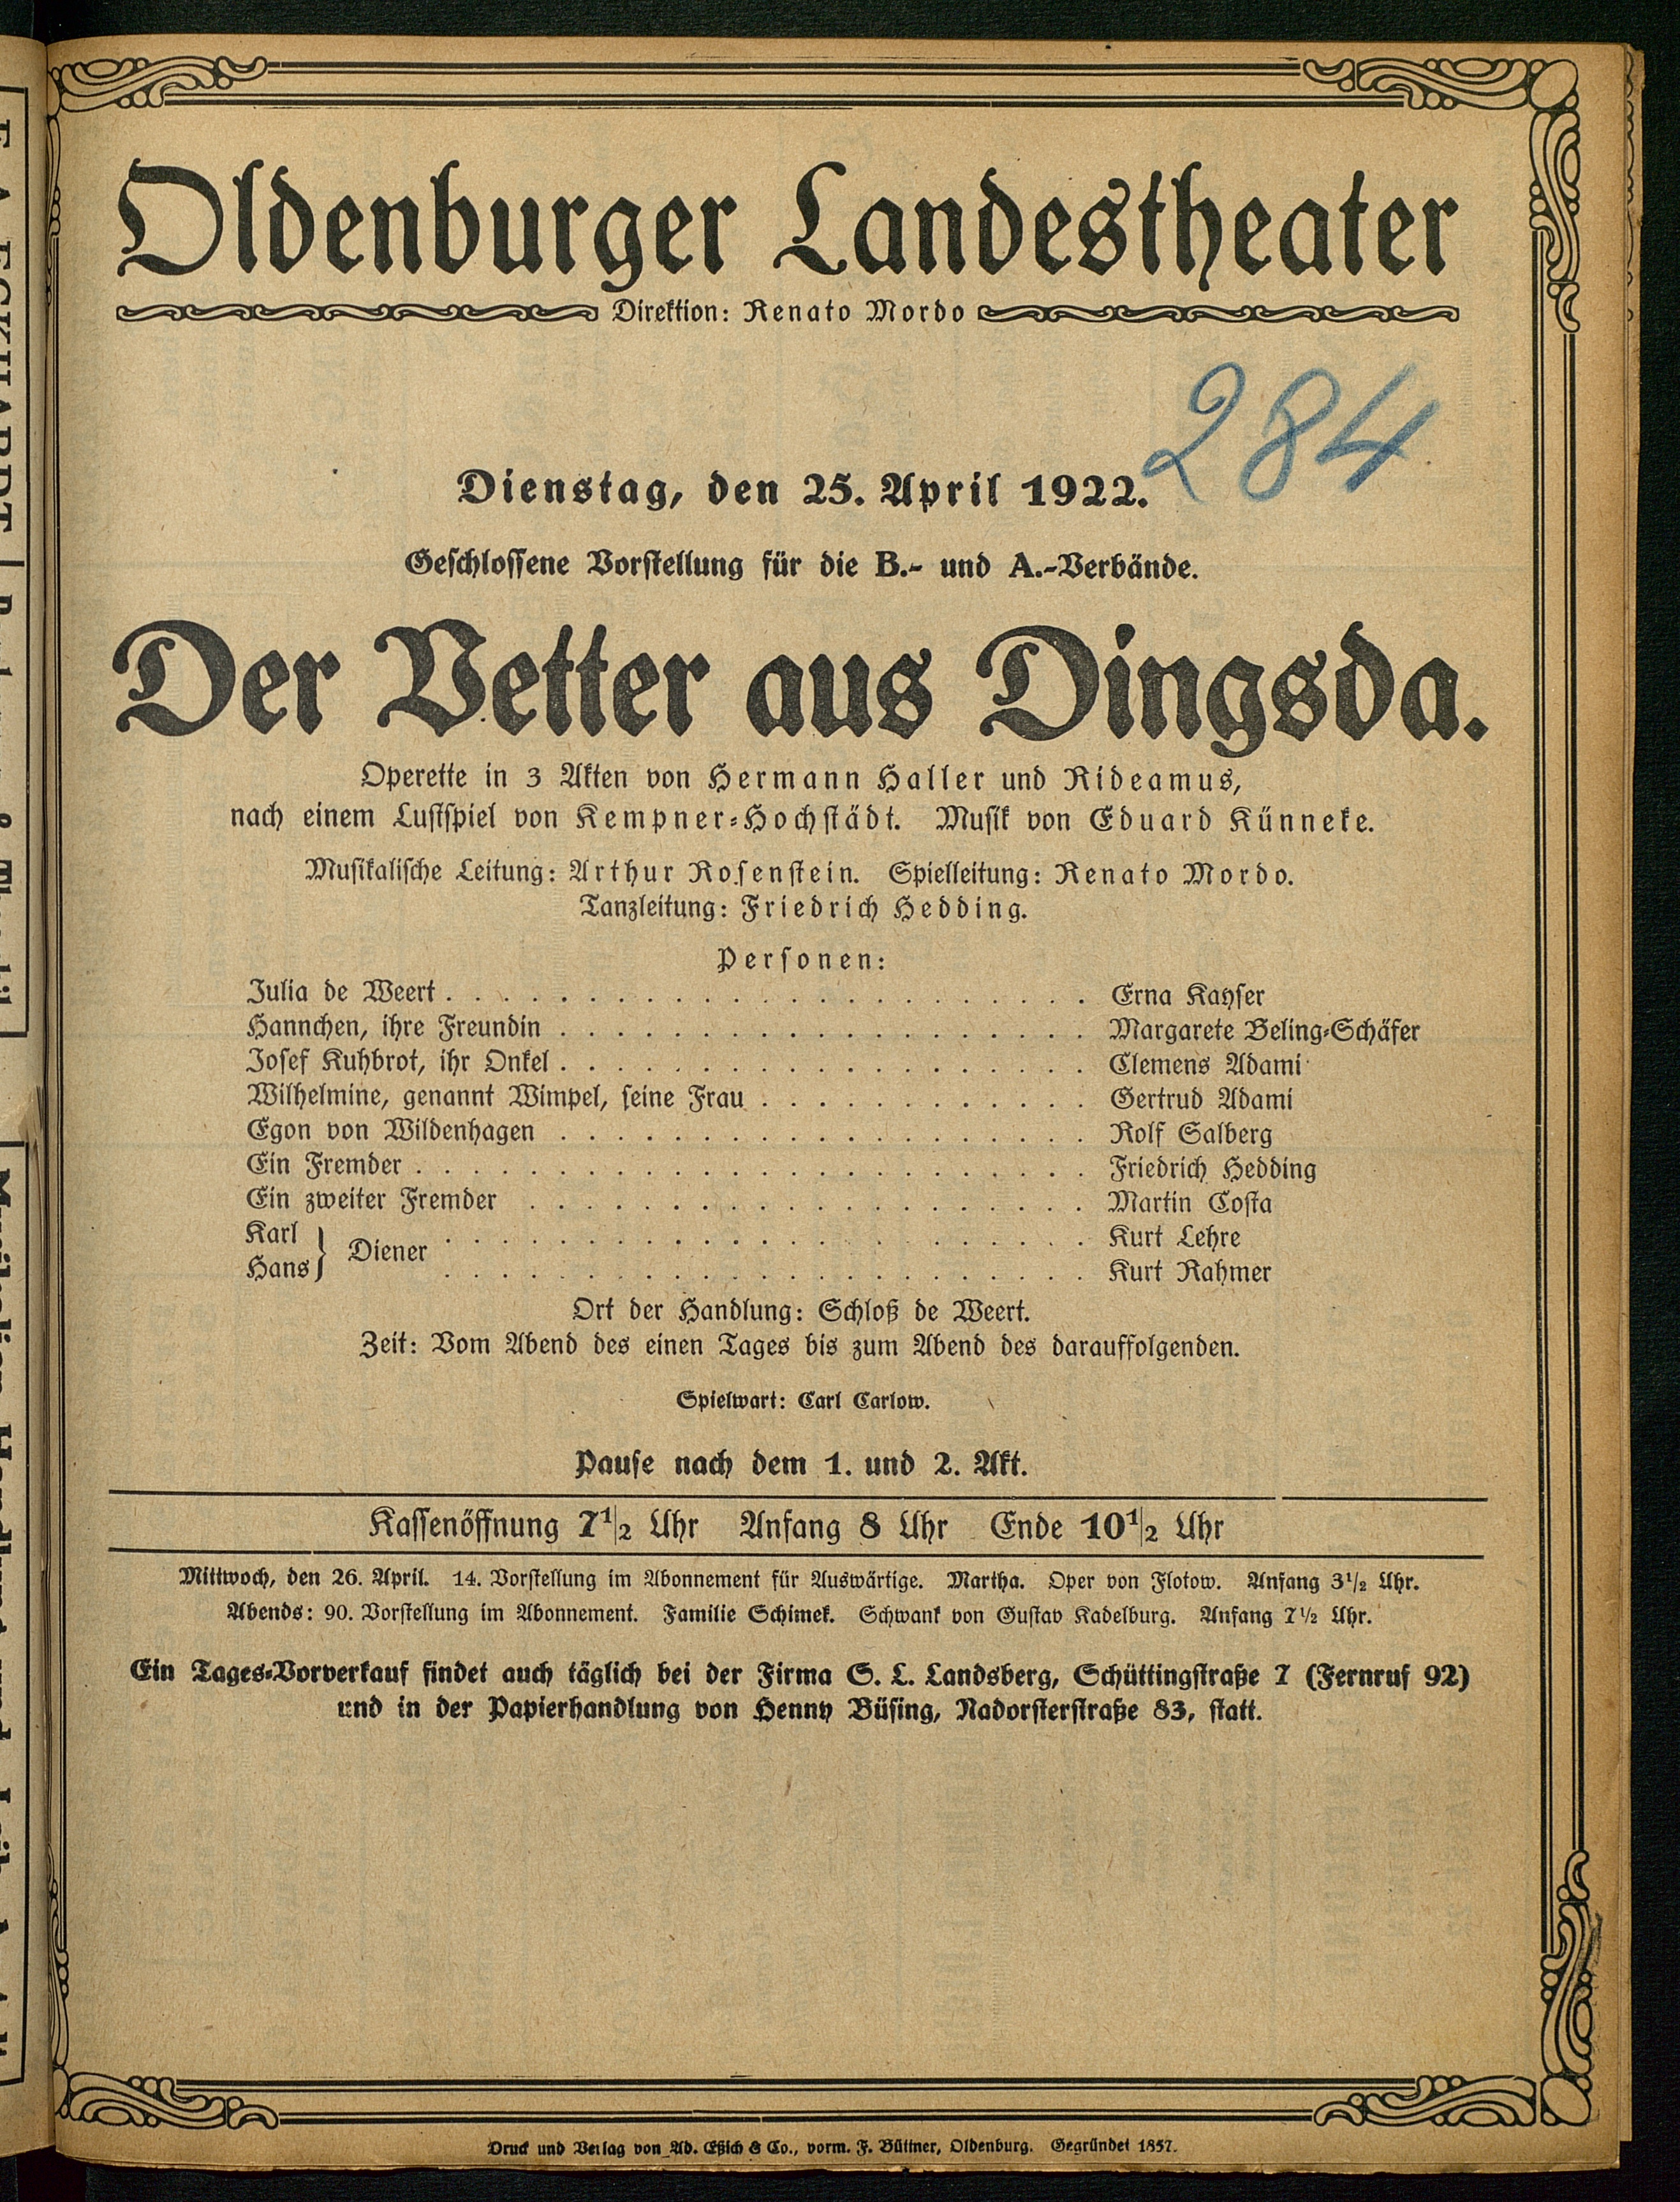 Oldenburger Landestheater
Direktion: Renato Mordo
284
Dienstag, den 25. April 1922.
Geschlossene Vorstellung für die B.- und A.-Verbände.
Der Vetter aus Dingsda.
Operette in 3 Akten von Hermann Haller und Rideamus,
nach einem Lustspiel von Kempner-Hochstädt. Musik von Eduard Künneke.
Musikalische Leitung: Arthur Rosenstein. Spielleitung: Renato Mordo.
Tanzleitung: Friedrich Hedding.
Personen:
Julia de Weert . . . . . . . . . . . . . . . . . . . . . . . Erna Kayser
Hannchen, ihre Freundin . . . . . . . . . . . . . . . . . . . Margarete Beling-Schäfer
Josef Kuhbrot, ihr Onkel . . . . . . . . . . . . . . . . . . . Clemens Adami
Wilhelmine, genannt Wimpel, seine Frau . . . . . . . . . . . . Gertrud Adami
Egon von Wildenhagen . . . . . . . . . . . . . . . . . . . Rolf Salberg
Ein Fremder . . . . . . . . . . . . . . . . . . . . . . . . Friedrich Hedding
Ein zweiter Fremder . . . . . . . . . . . . . . . . . . . . Martin Costa
Karl } Diener . . . . . . . . . . . . . . . . . . . . . . . Kurt Lehre
Hans } . . . . . . . . . . . . . . . . . . . . . . . Kurt Rahmer
Ort der Handlung: Schloß de Weert.
Zeit: Vom Abend des einen Tages bis zum Abend des darauffolgenden.
Spielwart: Carl Carlow.
Pause nach dem 1. und 2. Akt.
Kassenöffnung 7½ Uhr Anfang 8 Uhr Ende 10½ Uhr
Mittwoch, den 26. April. 14. Vorstellung im Abonnement für Auswärtige. Martha. Oper von Flotow. Anfang 3½ Uhr.
Abends: 90. Vorstellung im Abonnement. Familie Schimek. Schwank von Gustav Kadelburg. Anfang 7½ Uhr.
Ein Tages-Vorverkauf findet auch täglich bei der Firma S. L. Landsberg, Schüttingstraße 7 (Fernruf 92)
und in der Papierhandlung von Henny Büsing, Nadorsterstraße 83, statt.
Druck und Verlag von Ad. Eßich & Co., vorm. F. Büttner, Oldenburg. Gegründet 1857.